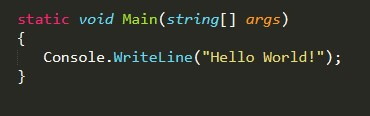 static void Main(string[] args)
{
    Console.WriteLine("Hello World!");
}